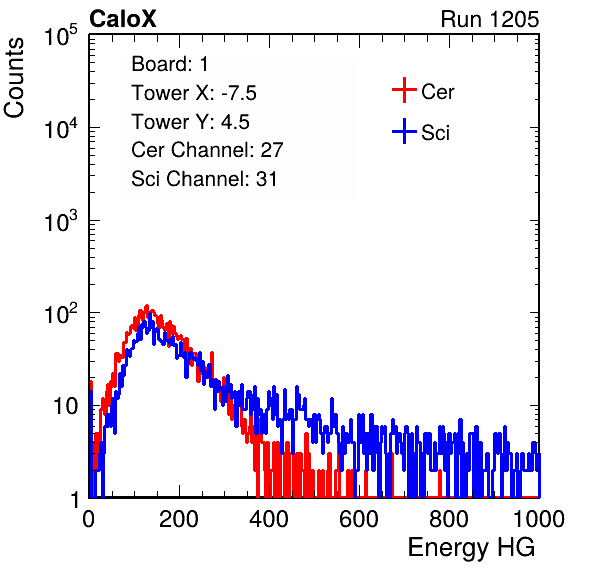 CaloX Run 1205
Counts
Board: 1
Tower X: -7.5
Tower Y: 4.5
Cer Channel: 27
Sci Channel: 31
Cer
Sci
10^5
10^4
10^3
10^2
10
1
0 200 400 600 800 1000
Energy HG